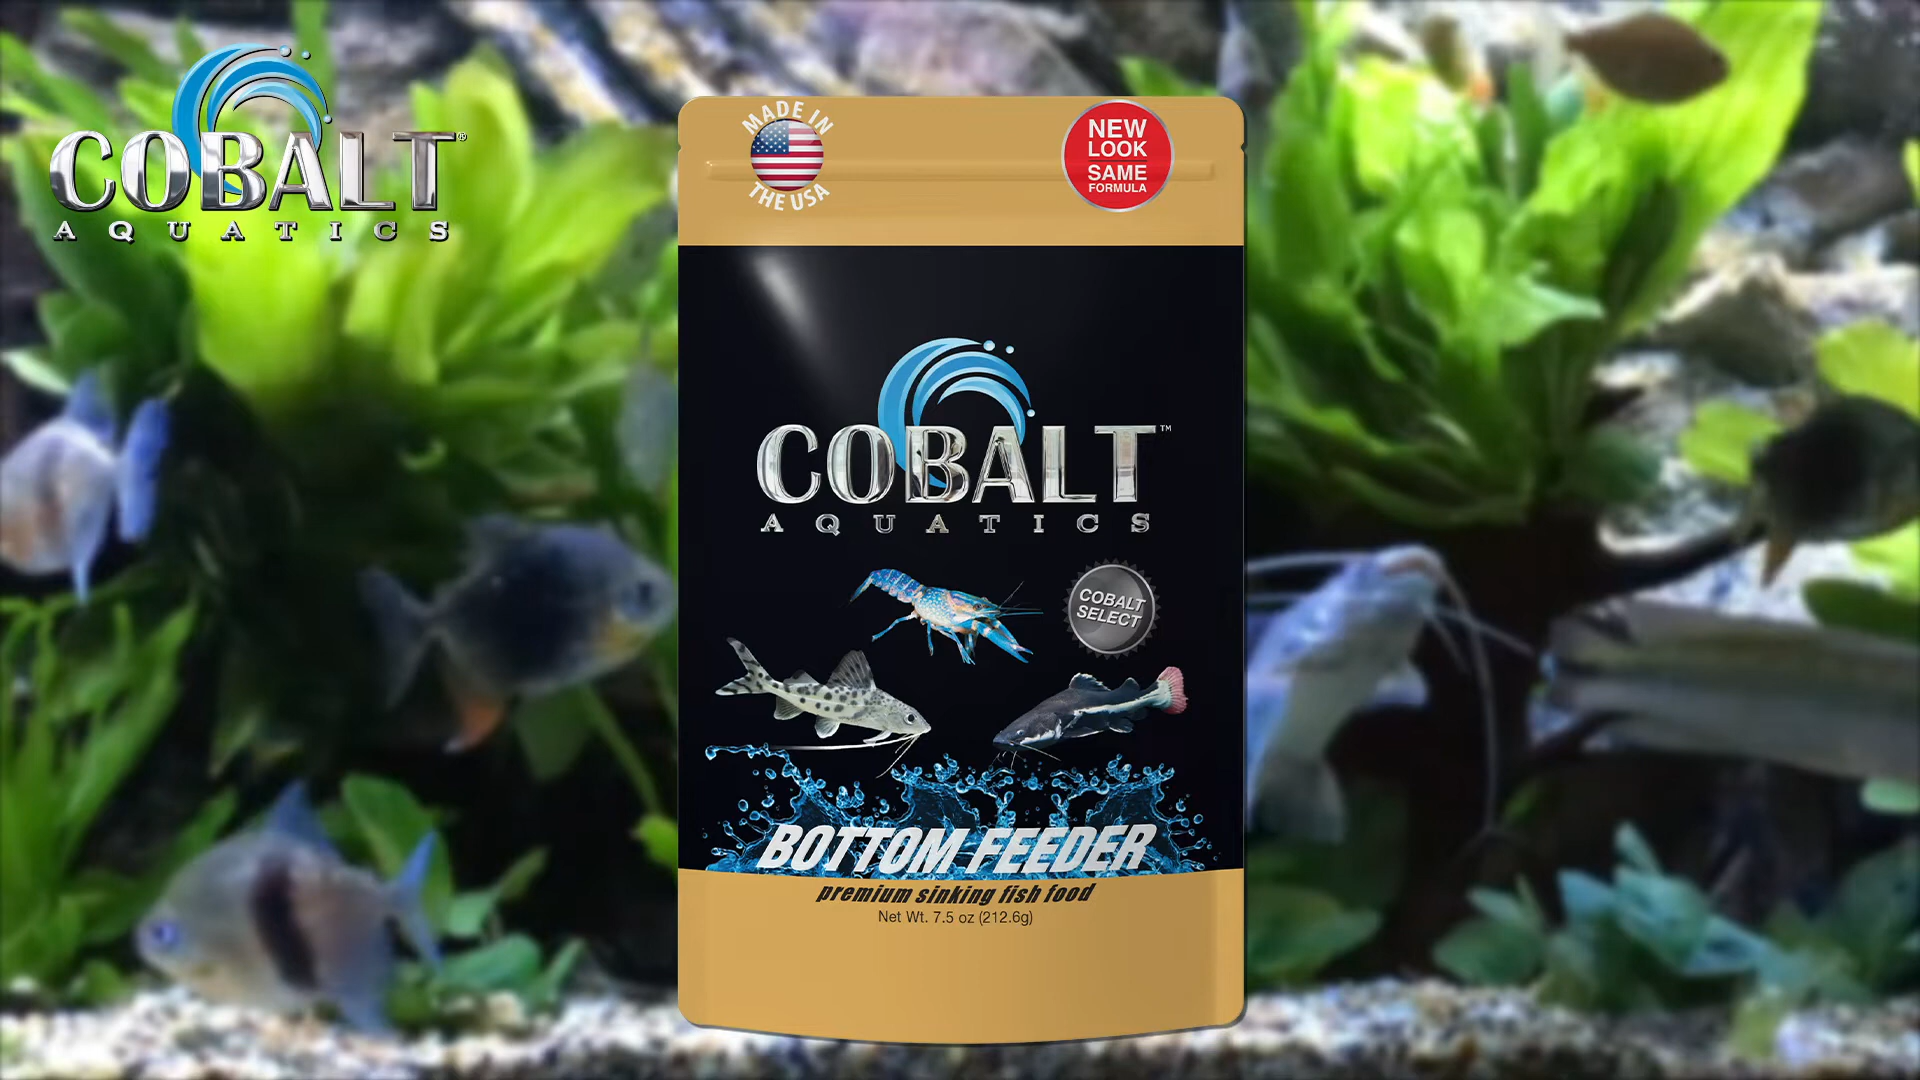 COBALT®
AQUATICS
MADE IN
THE USA
NEW
LOOK
SAME
FORMULA
COBALT™
AQUATICS
COBALT
SELECT
BOTTOM FEEDER
premium sinking fish food
Net Wt. 7.5 oz (212.6g)